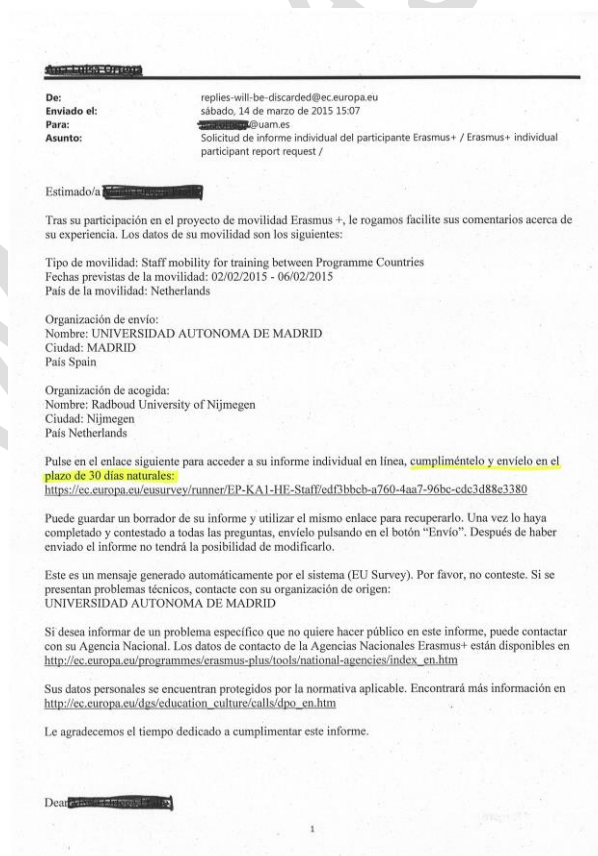 De: replies-will-be-discarded@ec.europa.eu
Enviado el: sábado, 14 de marzo de 2015 15:07
Para: @uam.es
Asunto: Solicitud de informe individual del participante Erasmus+ / Erasmus+ individual
participant report request /
Estimado/a
Tras su participación en el proyecto de movilidad Erasmus +, le rogamos facilite sus comentarios acerca de
su experiencia. Los datos de su movilidad son los siguientes:
Tipo de movilidad: Staff mobility for training between Programme Countries
Fechas previstas de la movilidad: 02/02/2015 - 06/02/2015
País de la movilidad: Netherlands
Organización de envío:
Nombre: UNIVERSIDAD AUTONOMA DE MADRID
Ciudad: MADRID
País Spain
Organización de acogida:
Nombre: Radboud University of Nijmegen
Ciudad: Nijmegen
País Netherlands
Pulse en el enlace siguiente para acceder a su informe individual en línea, cumpliméntelo y envíelo en el
plazo de 30 días naturales:
https://ec.europa.eu/eusurvey/runner/EP-KA1-HE-Staff/edf3bbcb-a760-4aa7-96bc-cdc3d88e3380
Puede guardar un borrador de su informe y utilizar el mismo enlace para recuperarlo. Una vez lo haya
completado y contestado a todas las preguntas, envíelo pulsando en el botón “Envío”. Después de haber
enviado el informe no tendrá la posibilidad de modificarlo.
Este es un mensaje generado automáticamente por el sistema (EU Survey). Por favor, no conteste. Si se
presentan problemas técnicos, contacte con su organización de origen:
UNIVERSIDAD AUTONOMA DE MADRID
Si desea informar de un problema específico que no quiere hacer público en este informe, puede contactar
con su Agencia Nacional. Los datos de contacto de la Agencias Nacionales Erasmus+ están disponibles en
http://ec.europa.eu/programmes/erasmus-plus/tools/national-agencies/index_en.htm
Sus datos personales se encuentran protegidos por la normativa aplicable. Encontrará más información en
http://ec.europa.eu/dgs/education_culture/calls/dpo_en.htm
Le agradecemos el tiempo dedicado a cumplimentar este informe.
Dear
1